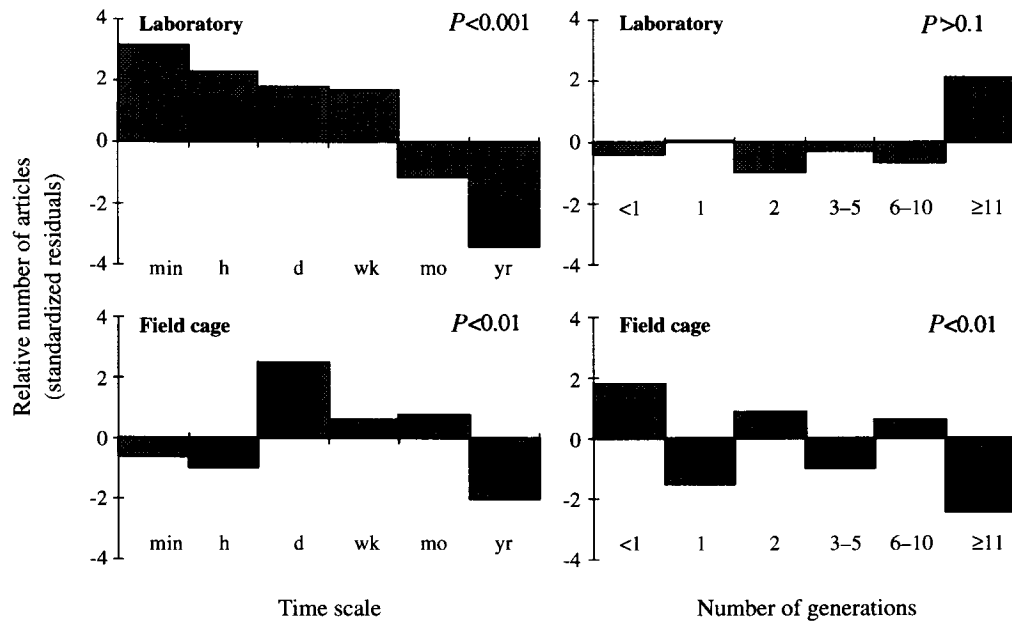 Laboratory P<0.001
4
2
0
-2
-4
min h d wk mo yr
Laboratory P>0.1
4
2
0
-2
-4
<1 1 2 3–5 6–10 ≥11
Relative number of articles
(standardized residuals)
Field cage P<0.01
4
2
0
-2
-4
min h d wk mo yr
Field cage P<0.01
4
2
0
-2
-4
<1 1 2 3–5 6–10 ≥11
Time scale
Number of generations